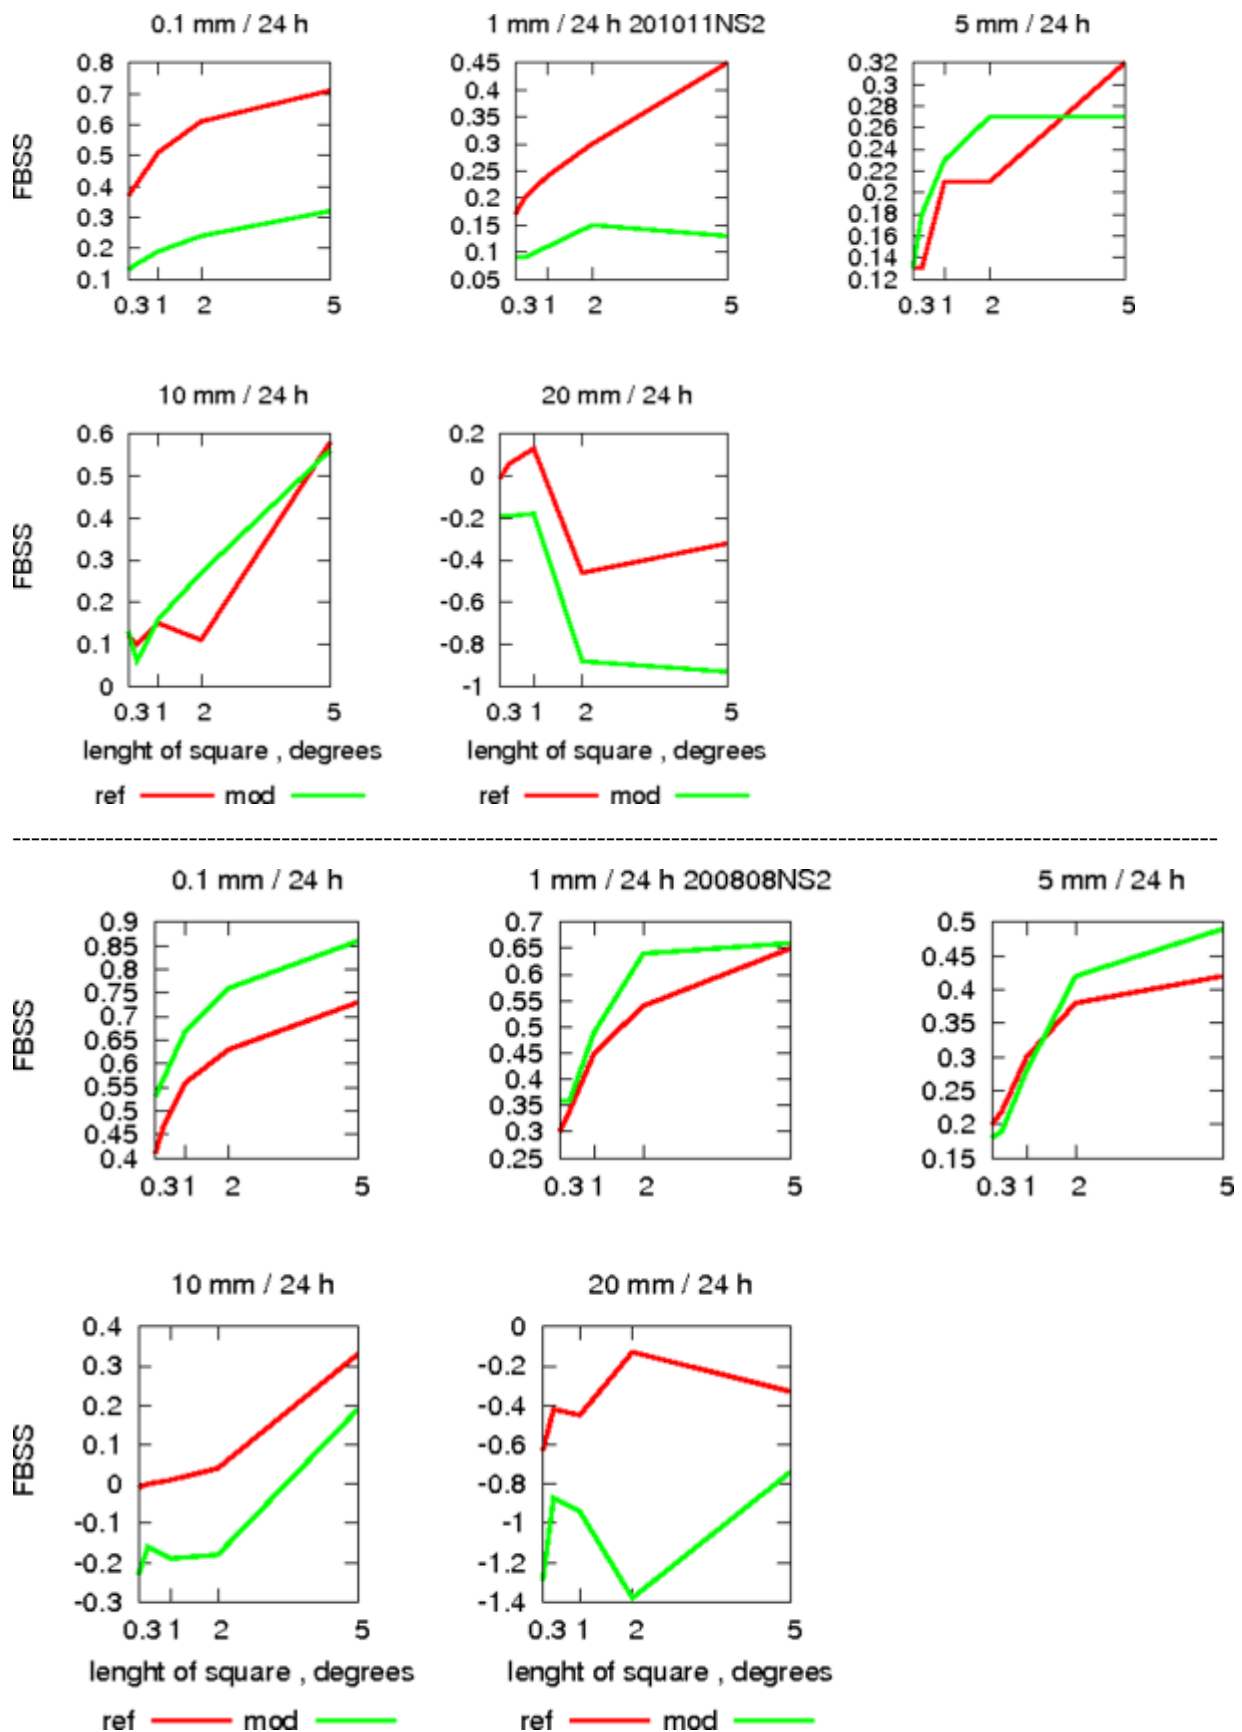 0.1 mm / 24 h
1 mm / 24 h 201011NS2
5 mm / 24 h
FBSS
0.8
0.7
0.6
0.5
0.4
0.3
0.2
0.1
0.3 1 2 5
0.45
0.4
0.35
0.3
0.25
0.2
0.15
0.1
0.05
0.3 1 2 5
0.32
0.3
0.28
0.26
0.24
0.22
0.2
0.18
0.16
0.14
0.12
0.3 1 2 5
10 mm / 24 h
20 mm / 24 h
FBSS
0.6
0.5
0.4
0.3
0.2
0.1
0
0.3 1 2 5
lenght of square , degrees
ref mod
0.2
0
-0.2
-0.4
-0.6
-0.8
-1
0.3 1 2 5
lenght of square , degrees
ref mod
0.1 mm / 24 h
1 mm / 24 h 200808NS2
5 mm / 24 h
FBSS
0.9
0.85
0.8
0.75
0.7
0.65
0.6
0.55
0.5
0.45
0.4
0.3 1 2 5
0.7
0.65
0.6
0.55
0.5
0.45
0.4
0.35
0.3
0.25
0.3 1 2 5
0.5
0.45
0.4
0.35
0.3
0.25
0.2
0.15
0.3 1 2 5
10 mm / 24 h
20 mm / 24 h
FBSS
0.4
0.3
0.2
0.1
0
-0.1
-0.2
-0.3
0.3 1 2 5
lenght of square , degrees
ref mod
0
-0.2
-0.4
-0.6
-0.8
-1
-1.2
-1.4
0.3 1 2 5
lenght of square , degrees
ref mod